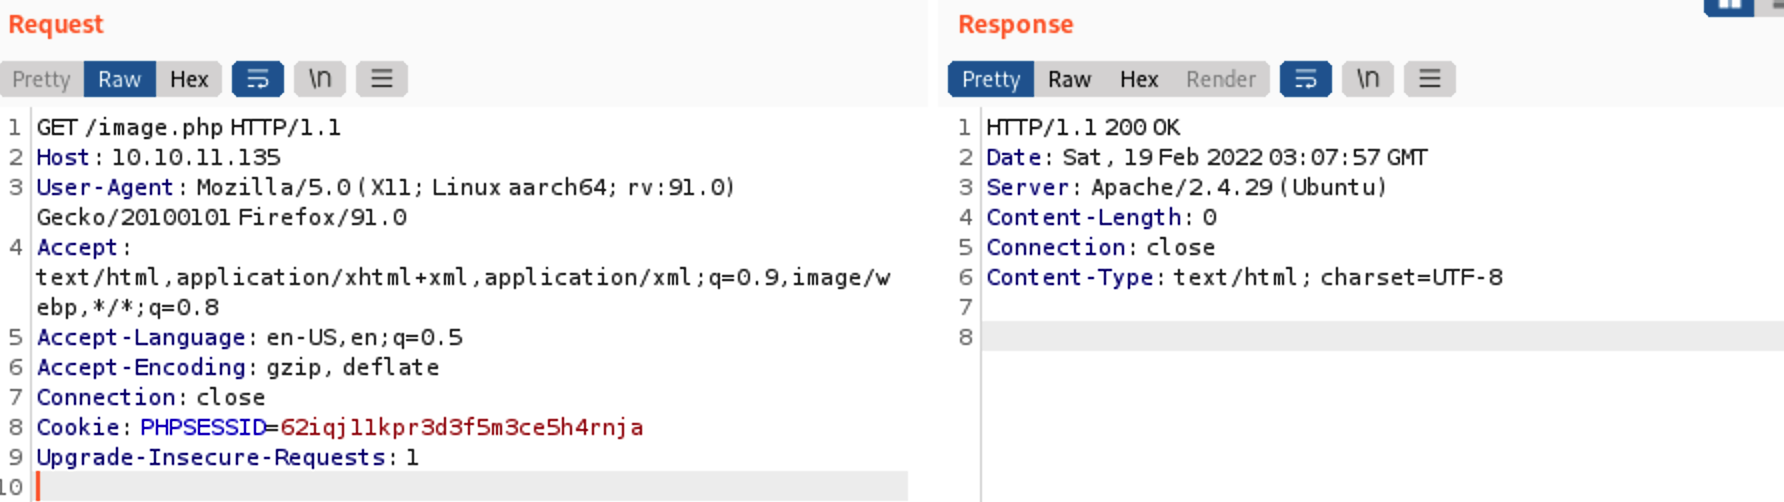 Request
Pretty Raw Hex \n
1 GET /image.php HTTP/1.1
2 Host: 10.10.11.135
3 User-Agent: Mozilla/5.0 (X11; Linux aarch64; rv:91.0)
Gecko/20100101 Firefox/91.0
4 Accept:
text/html,application/xhtml+xml,application/xml;q=0.9,image/w
ebp,*/*;q=0.8
5 Accept-Language: en-US,en;q=0.5
6 Accept-Encoding: gzip, deflate
7 Connection: close
8 Cookie: PHPSESSID=62iqj1lkpr3d3f5m3ce5h4rnja
9 Upgrade-Insecure-Requests: 1
10
Response
Pretty Raw Hex Render \n
1 HTTP/1.1 200 OK
2 Date: Sat, 19 Feb 2022 03:07:57 GMT
3 Server: Apache/2.4.29 (Ubuntu)
4 Content-Length: 0
5 Connection: close
6 Content-Type: text/html; charset=UTF-8
7
8